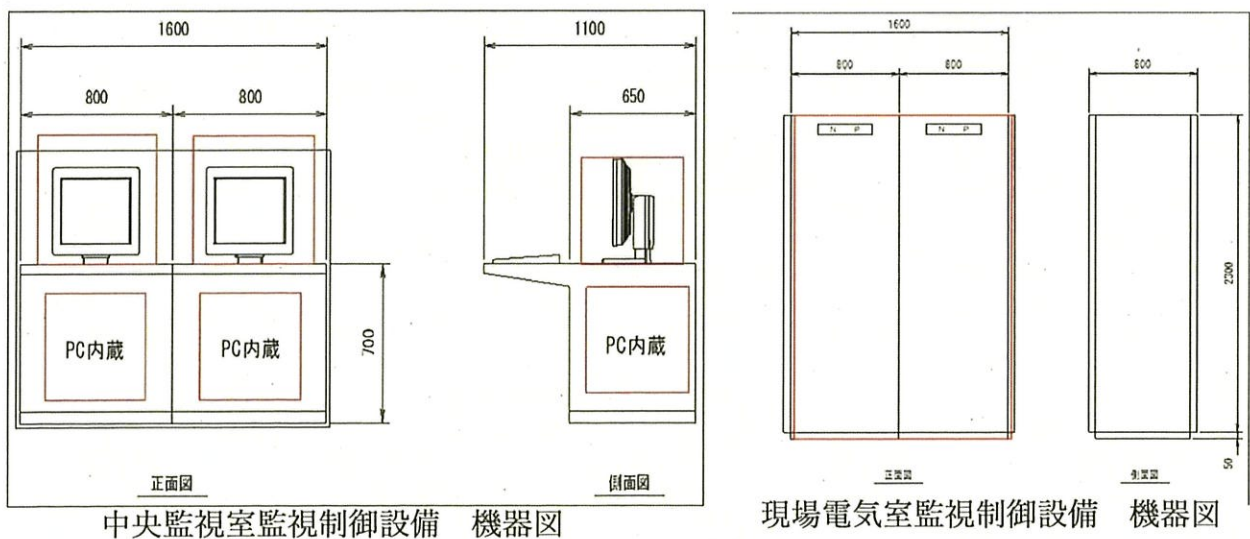 1600
800
800
PC内蔵
PC内蔵
700
正面図
1100
650
PC内蔵
側面図
中央監視室監視制御設備 機器図
1600
800
800
N P
N P
正面図
800
2300
50
側面図
現場電気室監視制御設備 機器図